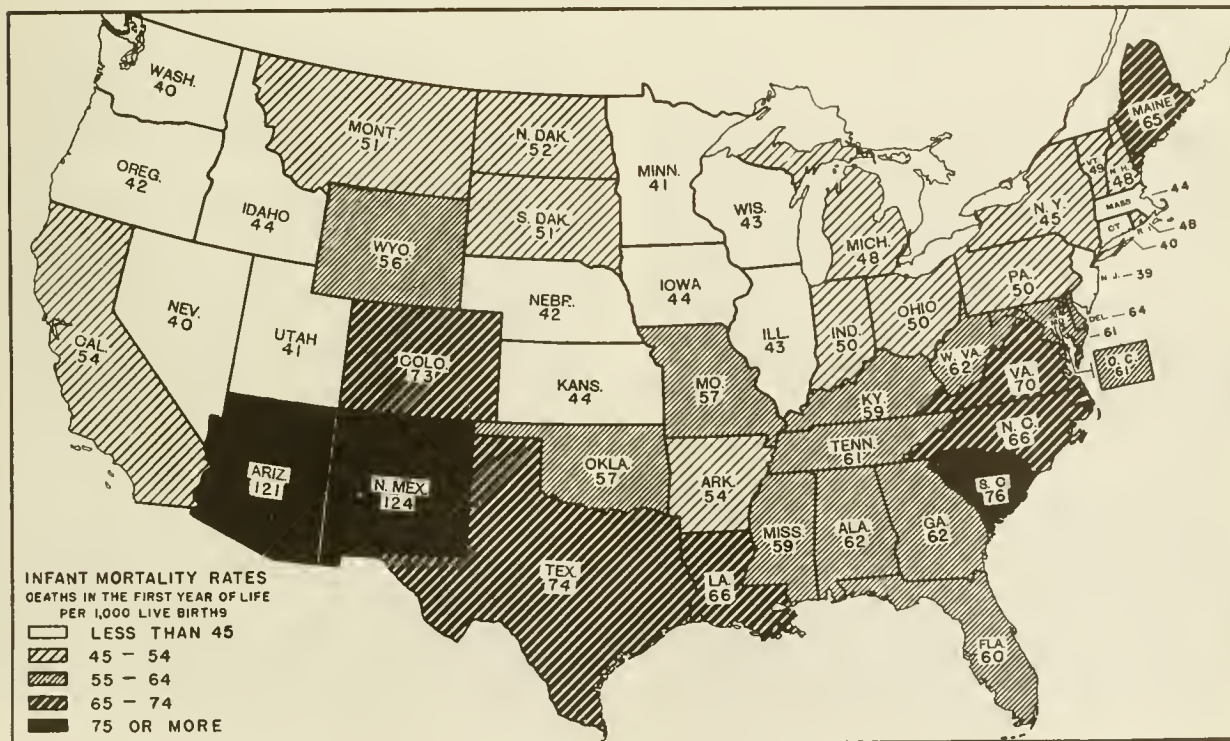 WASH.
40
OREG.
42
IDAHO
44
MONT.
51
N. DAK.
52
S. DAK.
51
WYO.
56
NEBR.
42
NEV.
40
UTAH
41
COLO.
73
KANS.
44
CAL.
54
ARIZ.
121
N. MEX.
124
TEX.
74
OKLA.
57
MINN.
41
IOWA
44
WIS.
43
ILL.
43
MO.
57
ARK.
54
LA.
66
MISS.
59
ALA.
62
GA.
62
FLA.
60
TENN.
61
KY.
59
IND.
50
OHIO
50
MICH.
48
W. VA.
62
VA.
70
N. C.
66
S. C.
76
PA.
50
N. Y.
45
VT.
49
N. H.
48
MAINE
65
MASS
44
R I
48
CT
40
N J.
39
DEL
64
MD
61
D. C.
61
INFANT MORTALITY RATES
DEATHS IN THE FIRST YEAR OF LIFE
PER 1,000 LIVE BIRTHS
LESS THAN 45
45 - 54
55 - 64
65 - 74
75 OR MORE